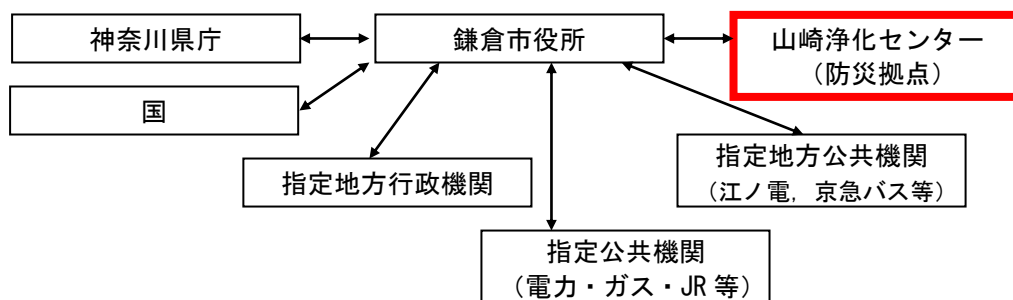 神奈川県庁
鎌倉市役所
山崎浄化センター
（防災拠点）
国
指定地方行政機関
指定地方公共機関
（江ノ電，京急バス等）
指定公共機関
（電力・ガス・JR 等）